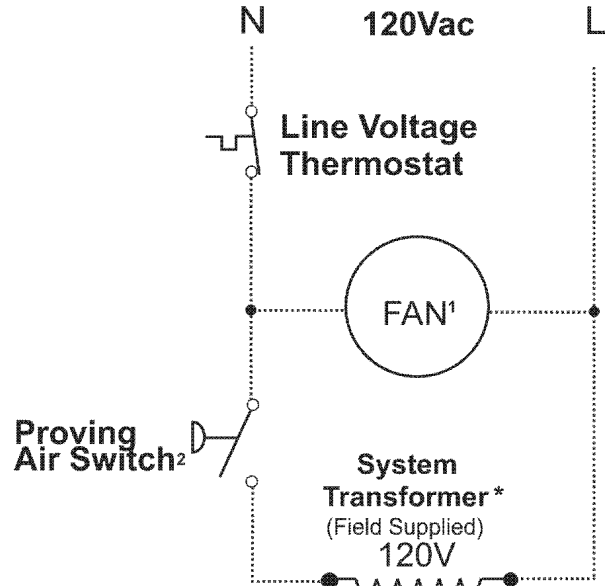 N 120Vac L
Line Voltage
Thermostat
FAN¹
Proving
Air Switch²
System
Transformer*
(Field Supplied)
120V